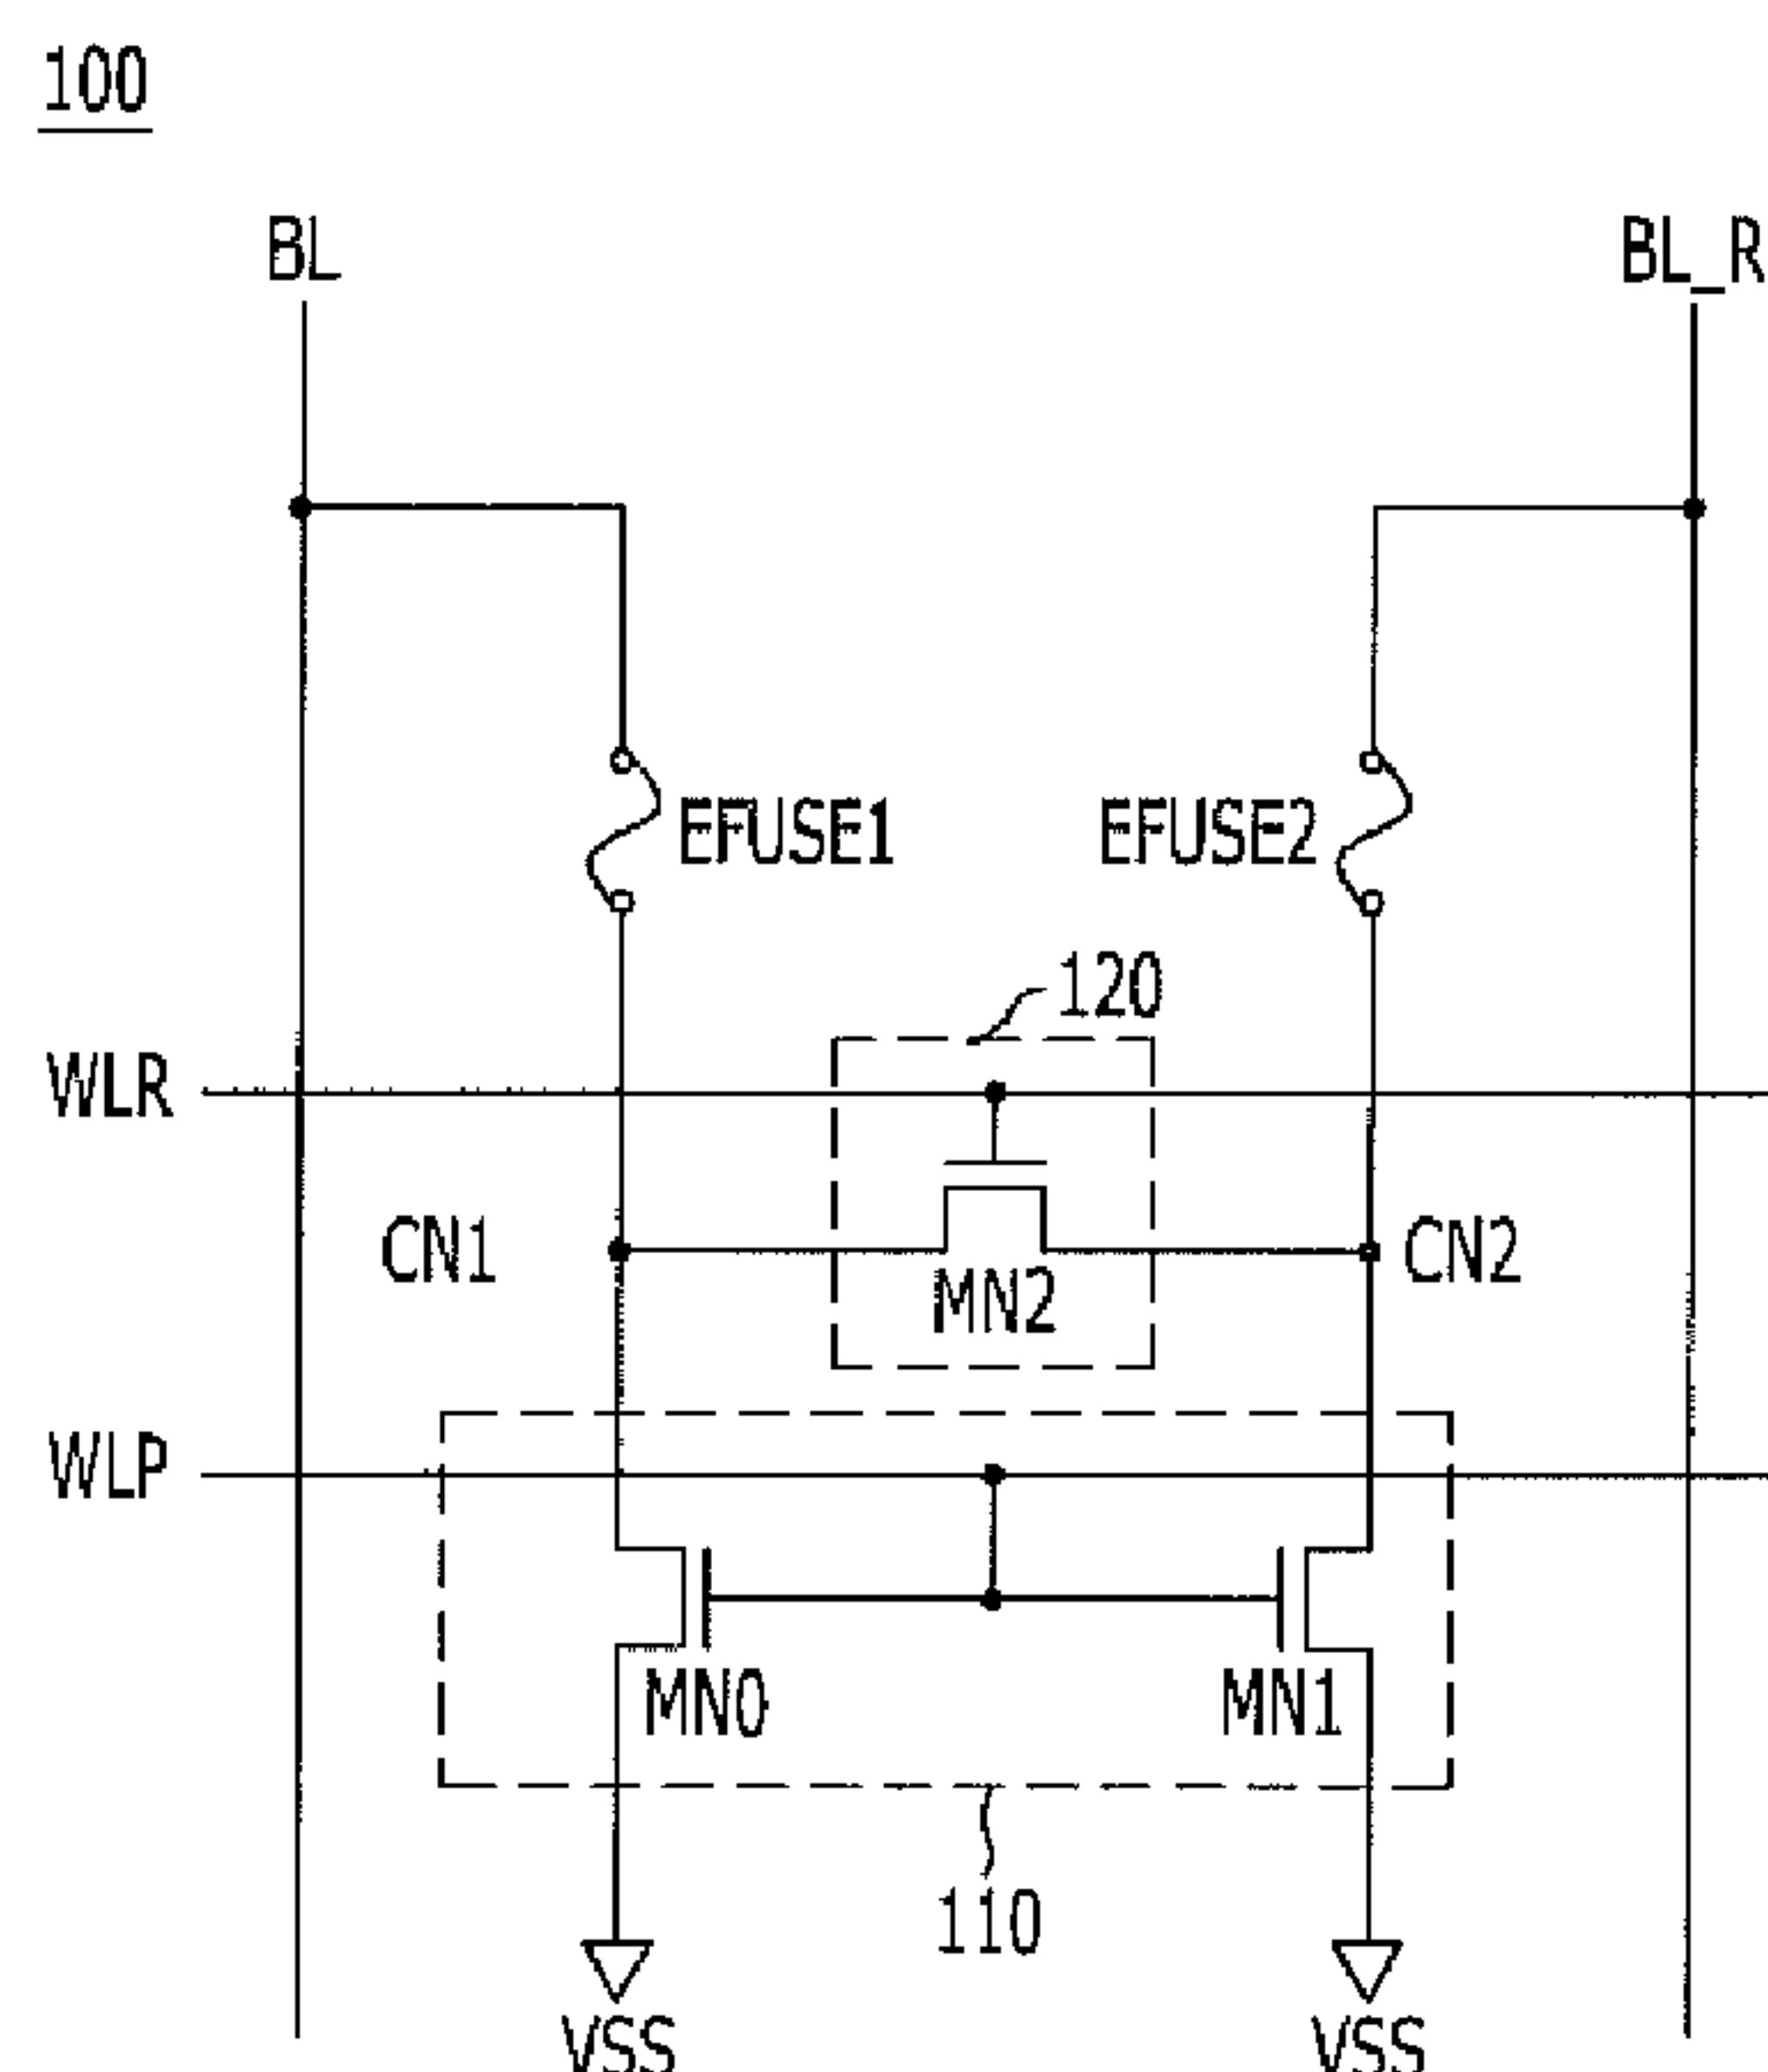 100
BL BL_R
EFUSE1 EFUSE2
120
WLR
CN1 CN2
MN2
WLP
MN0 MN1
110
VSS VSS